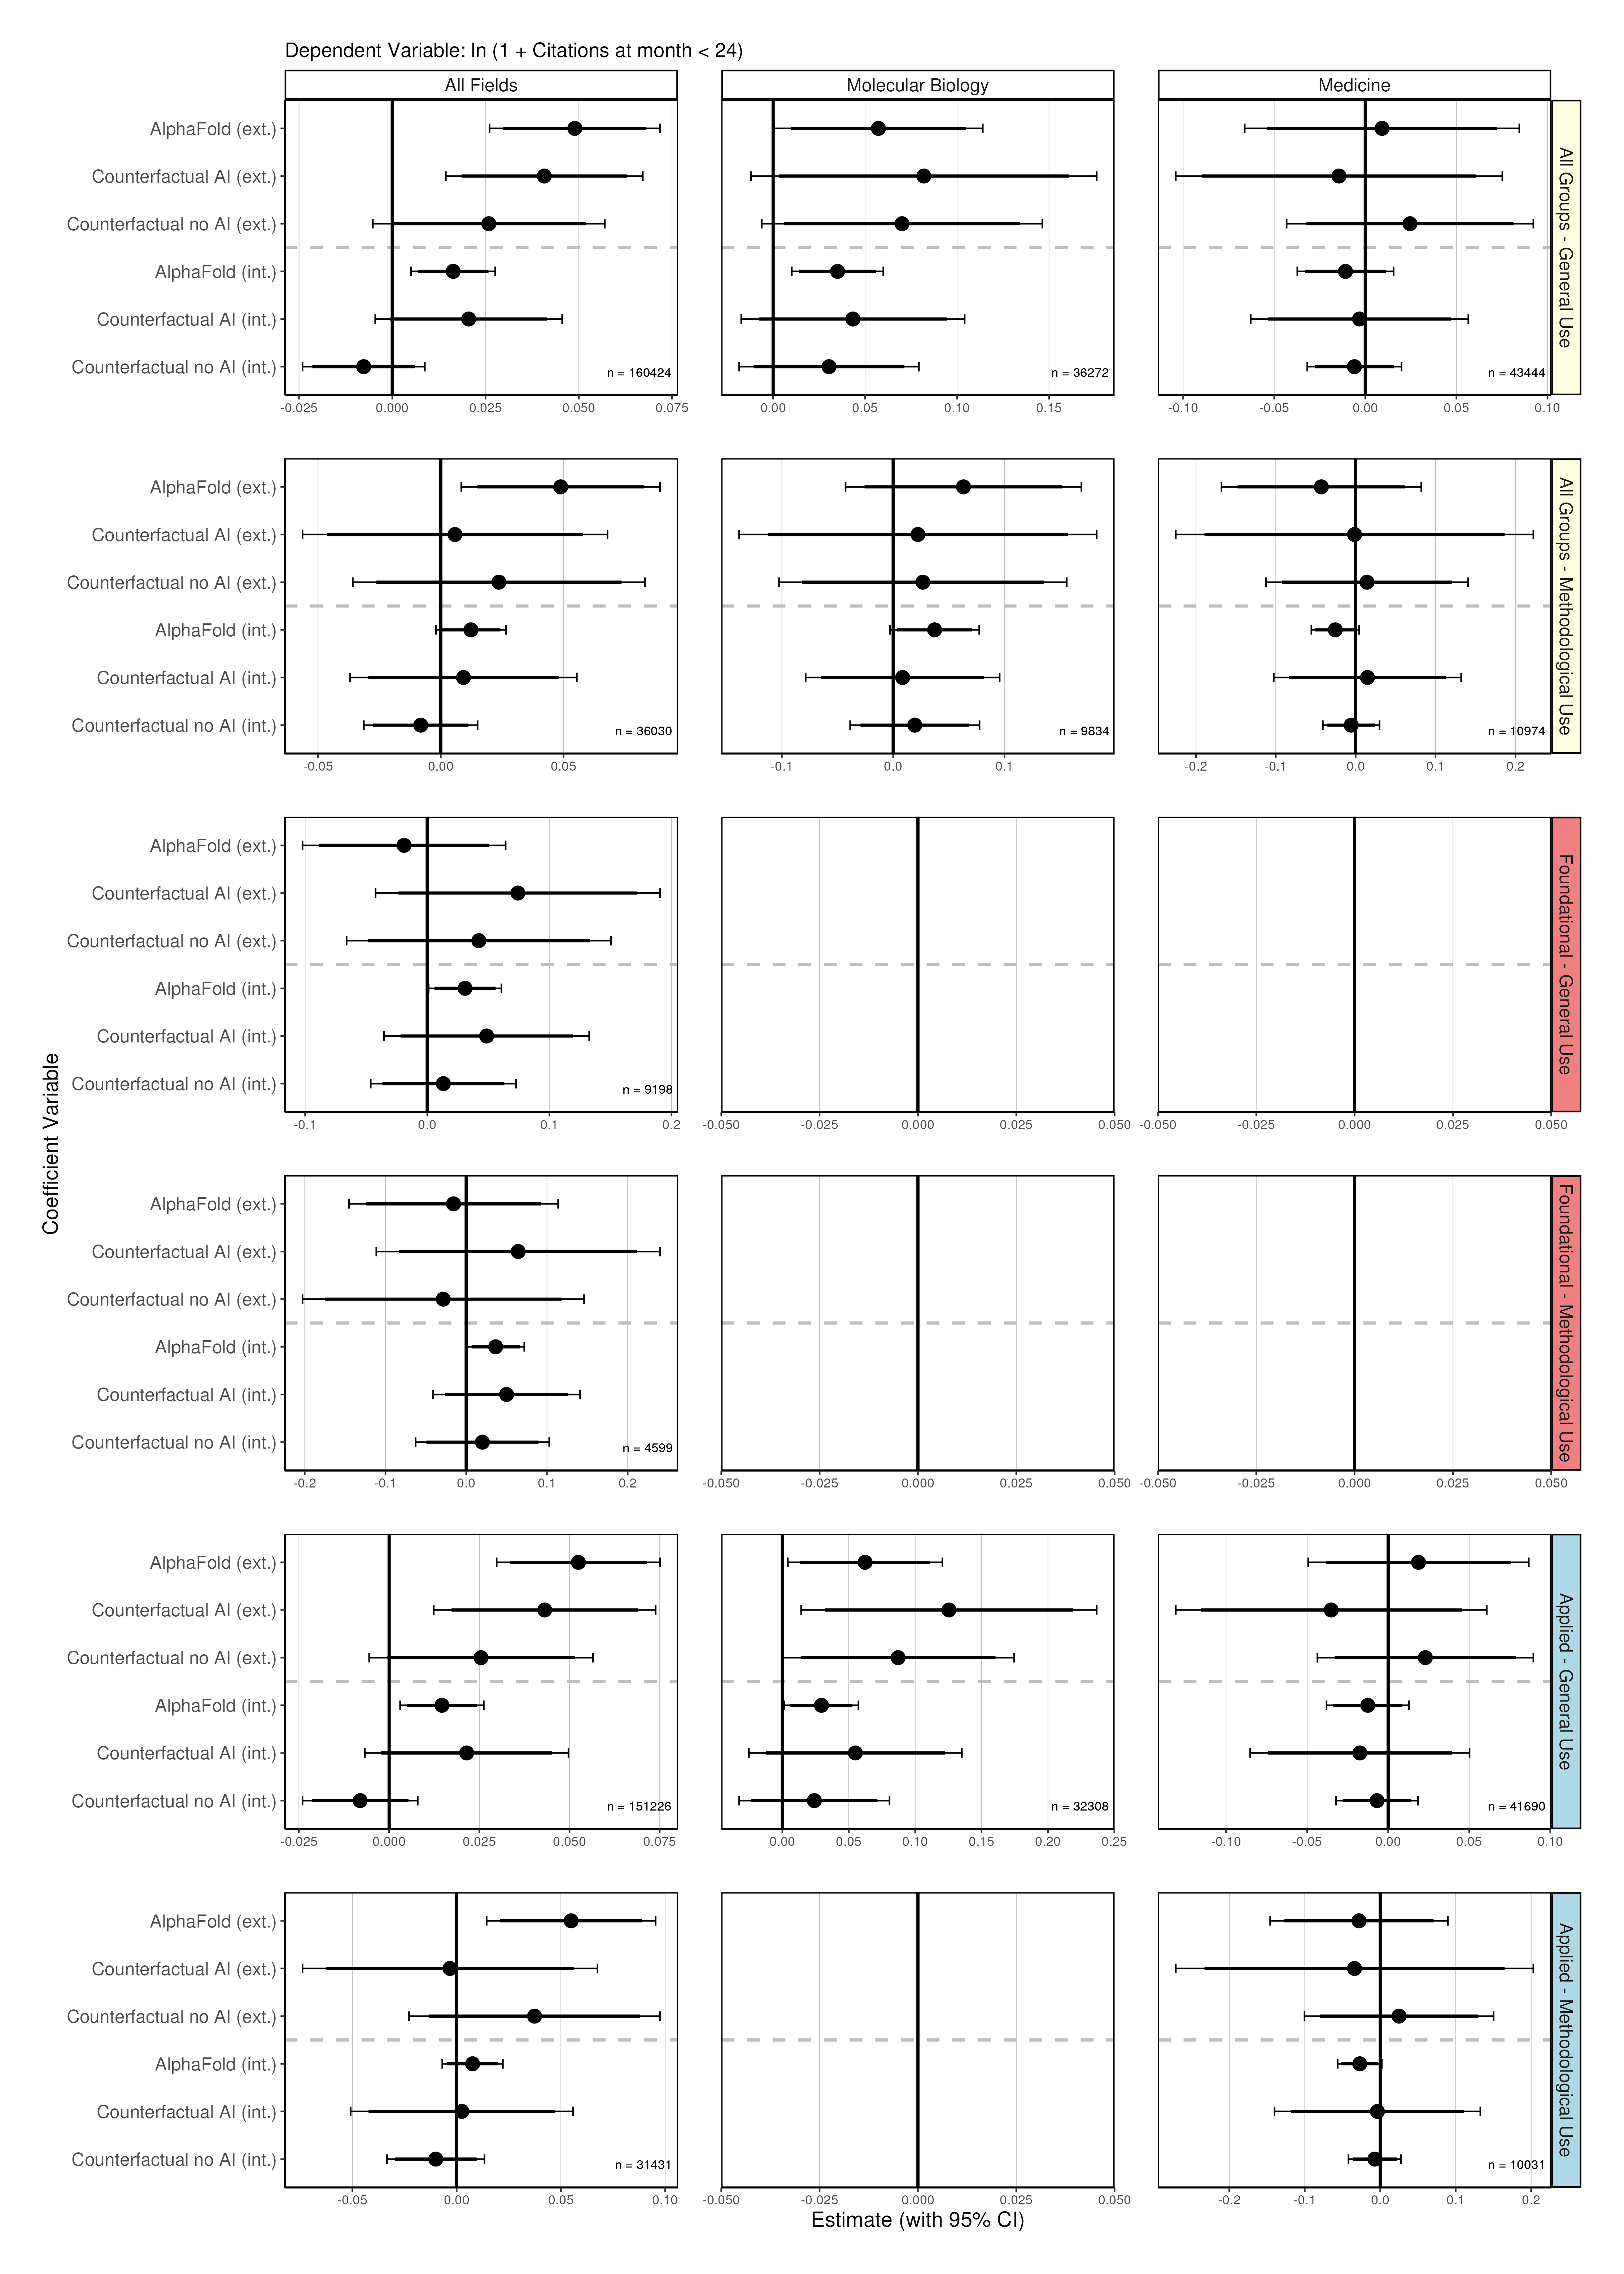 Dependent Variable: ln (1 + Citations at month < 24)
All Fields
Molecular Biology
Medicine
AlphaFold (ext.)
Counterfactual AI (ext.)
Counterfactual no AI (ext.)
AlphaFold (int.)
Counterfactual AI (int.)
Counterfactual no AI (int.)
n = 160424
n = 36272
n = 43444
-0.025 0.000 0.025 0.050 0.075
0.00 0.05 0.10 0.15
-0.10 -0.05 0.00 0.05 0.10
All Groups - General Use
AlphaFold (ext.)
Counterfactual AI (ext.)
Counterfactual no AI (ext.)
AlphaFold (int.)
Counterfactual AI (int.)
Counterfactual no AI (int.)
n = 36030
n = 9834
n = 10974
-0.05 0.00 0.05
-0.1 0.0 0.1
-0.2 -0.1 0.0 0.1 0.2
All Groups - Methodological Use
AlphaFold (ext.)
Counterfactual AI (ext.)
Counterfactual no AI (ext.)
AlphaFold (int.)
Counterfactual AI (int.)
Counterfactual no AI (int.)
n = 9198
-0.1 0.0 0.1 0.2
-0.050 -0.025 0.000 0.025 0.050
-0.050 -0.025 0.000 0.025 0.050
Foundational - General Use
Coefficient Variable
AlphaFold (ext.)
Counterfactual AI (ext.)
Counterfactual no AI (ext.)
AlphaFold (int.)
Counterfactual AI (int.)
Counterfactual no AI (int.)
n = 4599
-0.2 -0.1 0.0 0.1 0.2
-0.050 -0.025 0.000 0.025 0.050
-0.050 -0.025 0.000 0.025 0.050
Foundational - Methodological Use
AlphaFold (ext.)
Counterfactual AI (ext.)
Counterfactual no AI (ext.)
AlphaFold (int.)
Counterfactual AI (int.)
Counterfactual no AI (int.)
n = 151226
n = 32308
n = 41690
-0.025 0.000 0.025 0.050 0.075
0.00 0.05 0.10 0.15 0.20 0.25
-0.10 -0.05 0.00 0.05 0.10
Applied - General Use
AlphaFold (ext.)
Counterfactual AI (ext.)
Counterfactual no AI (ext.)
AlphaFold (int.)
Counterfactual AI (int.)
Counterfactual no AI (int.)
n = 31431
n = 10031
-0.05 0.00 0.05 0.10
-0.050 -0.025 0.000 0.025 0.050
-0.2 -0.1 0.0 0.1 0.2
Applied - Methodological Use
Estimate (with 95% CI)